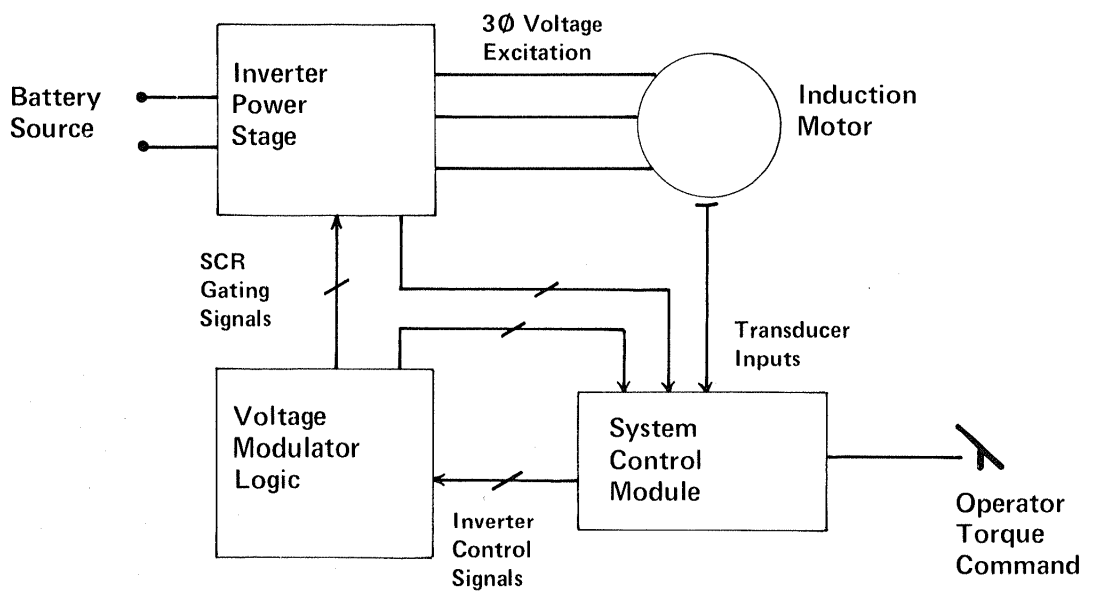 3Ø Voltage
Excitation
Battery
Source
Inverter
Power
Stage
Induction
Motor
SCR
Gating
Signals
Transducer
Inputs
Voltage
Modulator
Logic
System
Control
Module
Inverter
Control
Signals
Operator
Torque
Command